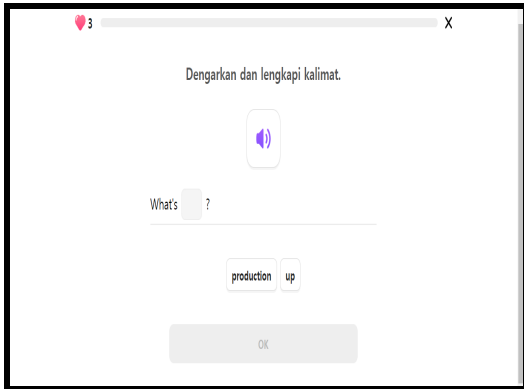 3 X
Dengarkan dan lengkapi kalimat.
What's ?
production up
OK